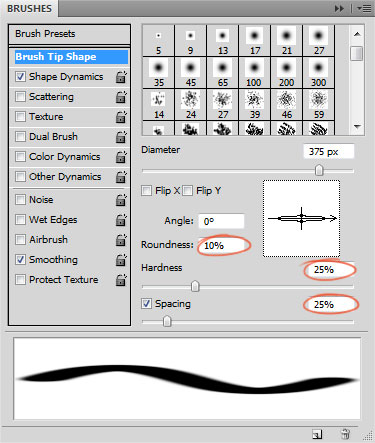 BRUSHES
Brush Presets
Brush Tip Shape
Shape Dynamics
Scattering
Texture
Dual Brush
Color Dynamics
Other Dynamics
Noise
Wet Edges
Airbrush
Smoothing
Protect Texture
5 9 13 17 21 27
35 45 65 100 200 300
14 24 27 39 46 59
Diameter 375 px
Flip X Flip Y
Angle: 0°
Roundness: 10%
Hardness 25%
Spacing 25%